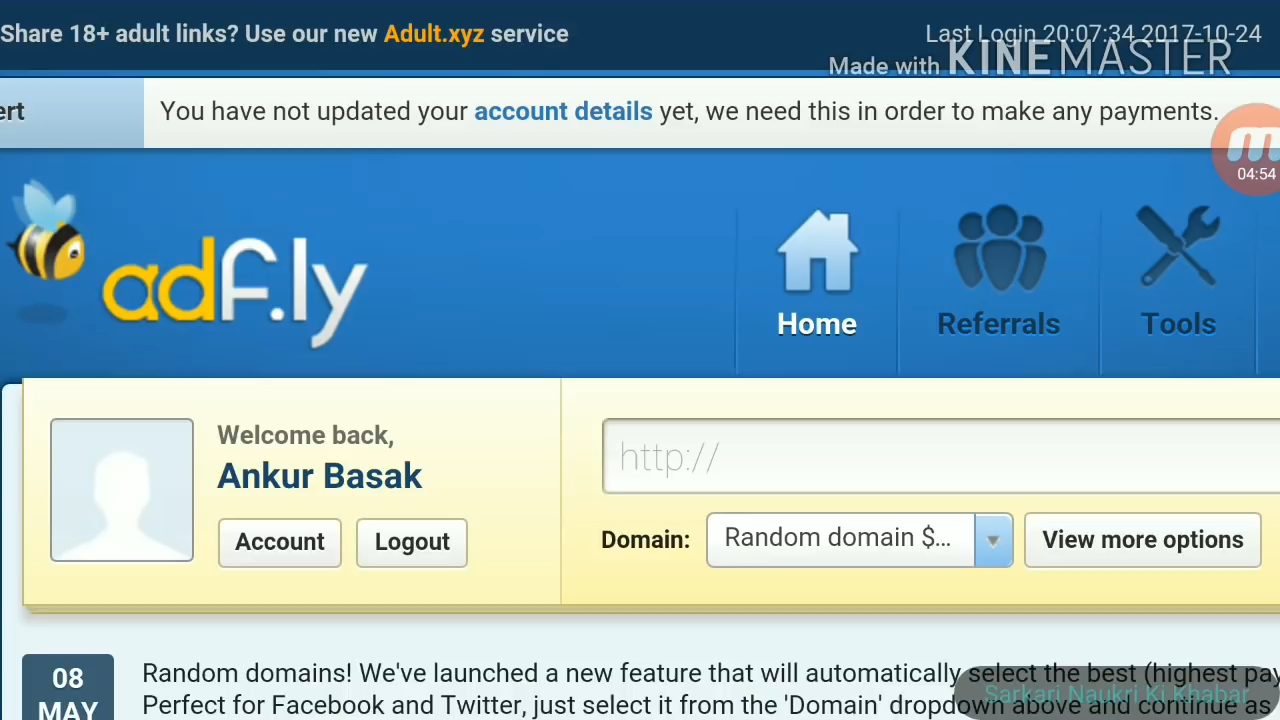 Share 18+ adult links? Use our new Adult.xyz service
Last Login 20:07:34 2017-10-24
Made with KINEMASTER
ert
You have not updated your account details yet, we need this in order to make any payments.
04:54
adf.ly
Home
Referrals
Tools
Welcome back,
Ankur Basak
Account
Logout
http://
Domain:
Random domain $...
View more options
08
MAY
Random domains! We've launched a new feature that will automatically select the best (highest pay
Perfect for Facebook and Twitter, just select it from the 'Domain' dropdown above and continue as
Sarkari Naukri Ki Khabar